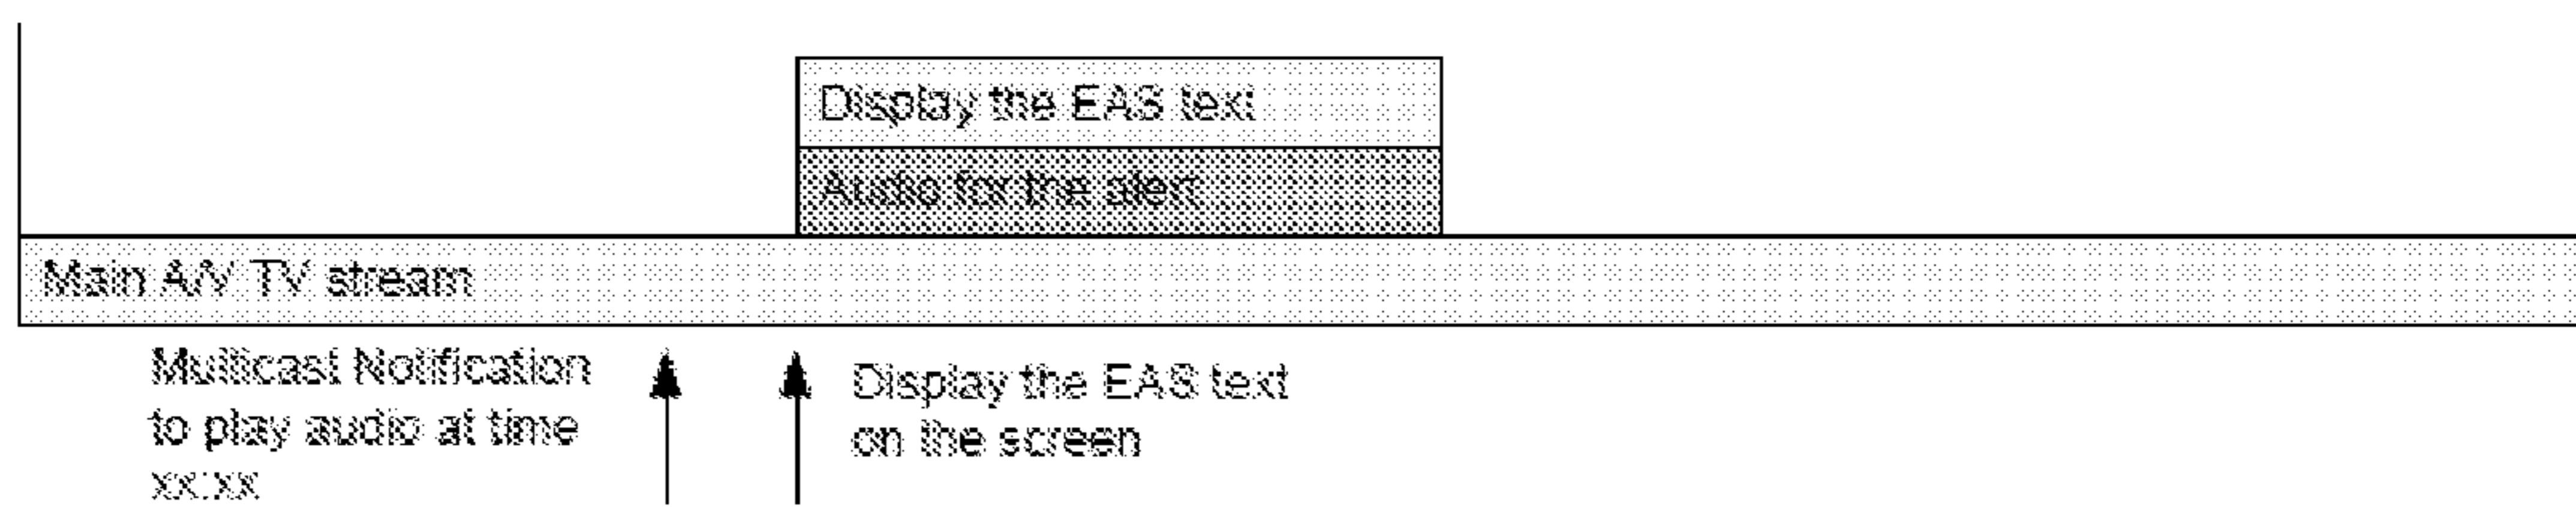 Display the EAS text
Audio for the alert
Main A/V TV stream
Multicast Notification
to play audio at time
xx:xx
Display the EAS text
on the screen